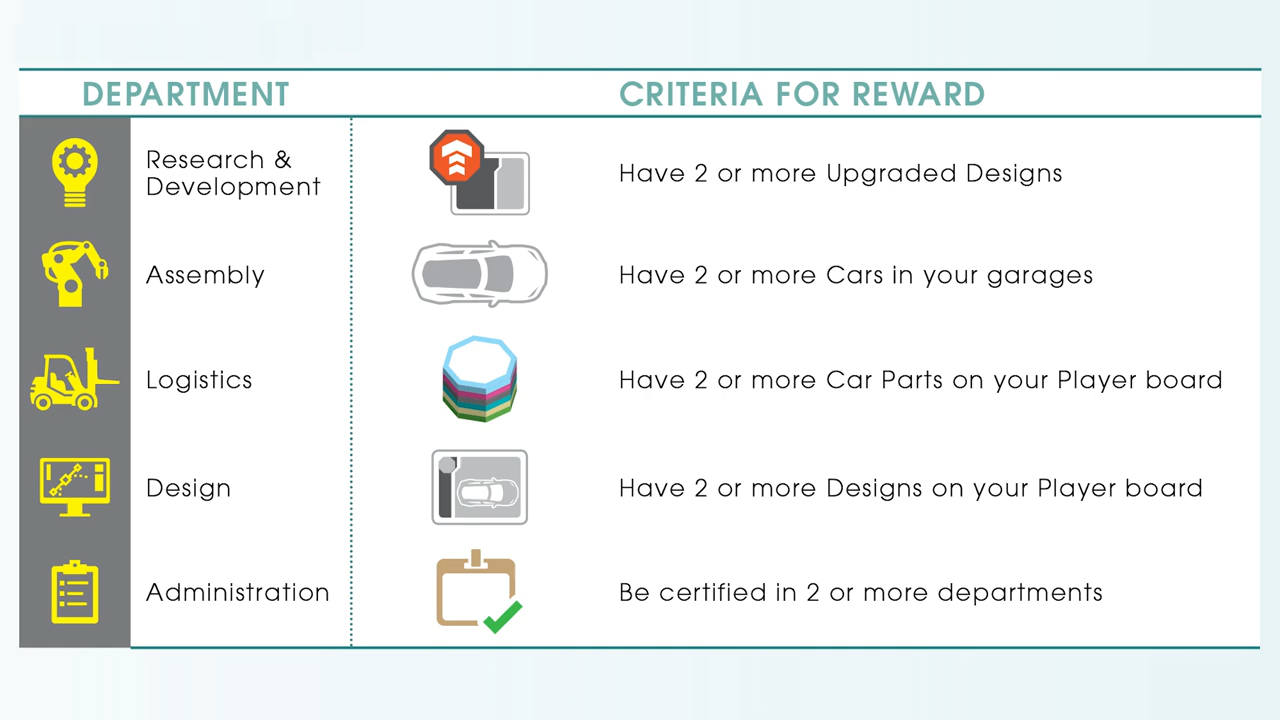 DEPARTMENT CRITERIA FOR REWARD
Research &
Development
Have 2 or more Upgraded Designs
Assembly
Have 2 or more Cars in your garages
Logistics
Have 2 or more Car Parts on your Player board
Design
Have 2 or more Designs on your Player board
Administration
Be certified in 2 or more departments